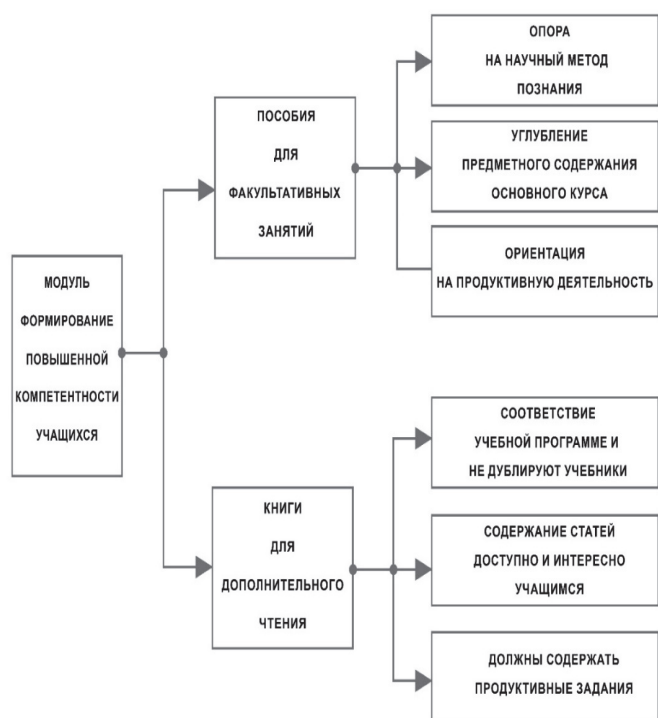 МОДУЛЬ
ФОРМИРОВАНИЕ
ПОВЫШЕННОЙ
КОМПЕТЕНТНОСТИ
УЧАЩИХСЯ
ПОСОБИЯ
ДЛЯ
ФАКУЛЬТАТИВНЫХ
ЗАНЯТИЙ
ОПОРА
НА НАУЧНЫЙ МЕТОД
ПОЗНАНИЯ
УГЛУБЛЕНИЕ
ПРЕДМЕТНОГО СОДЕРЖАНИЯ
ОСНОВНОГО КУРСА
ОРИЕНТАЦИЯ
НА ПРОДУКТИВНУЮ ДЕЯТЕЛЬНОСТЬ
КНИГИ
ДЛЯ
ДОПОЛНИТЕЛЬНОГО
ЧТЕНИЯ
СООТВЕТСТВИЕ
УЧЕБНОЙ ПРОГРАММЕ И
НЕ ДУБЛИРУЮТ УЧЕБНИКИ
СОДЕРЖАНИЕ СТАТЕЙ
ДОСТУПНО И ИНТЕРЕСНО
УЧАЩИМСЯ
ДОЛЖНЫ СОДЕРЖАТЬ
ПРОДУКТИВНЫЕ ЗАДАНИЯ